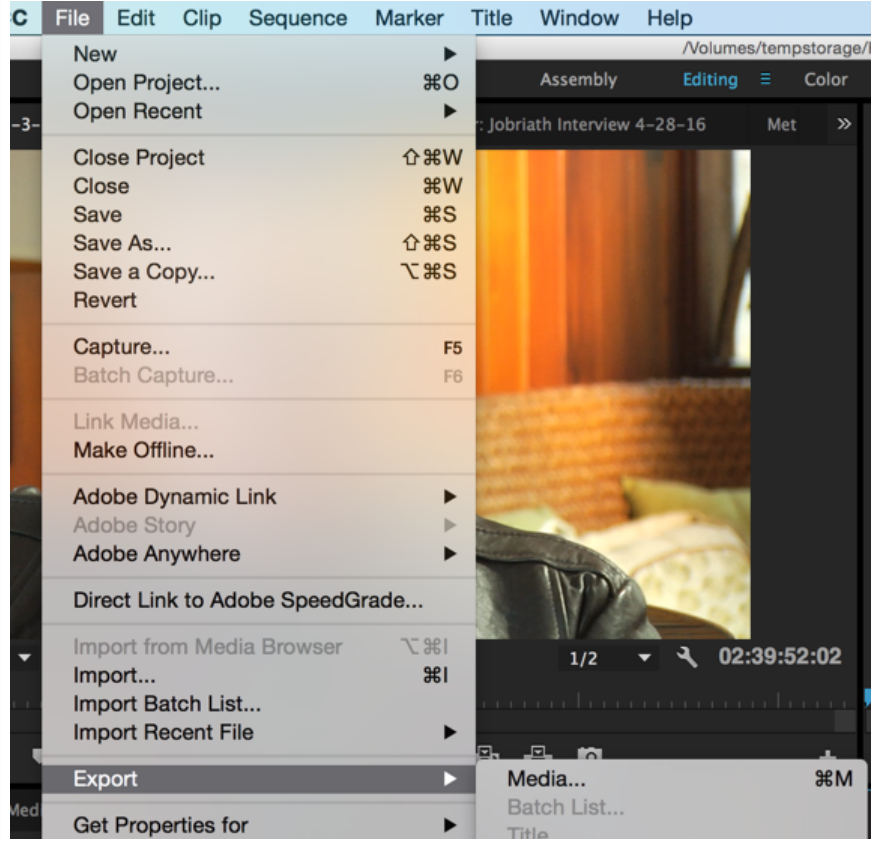 C File Edit Clip Sequence Marker Title Window Help
/Volumes/tempstorage/
New ▶
Open Project... ⌘O
Assembly Editing ≡ Color
Open Recent ▶
-3- : Jobriath Interview 4-28-16 Met »
Close Project ⇧⌘W
Close ⌘W
Save ⌘S
Save As... ⇧⌘S
Save a Copy... ⌥⌘S
Revert
Capture... F5
Batch Capture... F6
Link Media...
Make Offline...
Adobe Dynamic Link ▶
Adobe Story ▶
Adobe Anywhere ▶
Direct Link to Adobe SpeedGrade...
Import from Media Browser ⌥⌘I
1/2 02:39:52:02
Import... ⌘I
Import Batch List...
Import Recent File ▶
Export ▶
Media... ⌘M
Batch List...
Title
Med
Get Properties for ▶